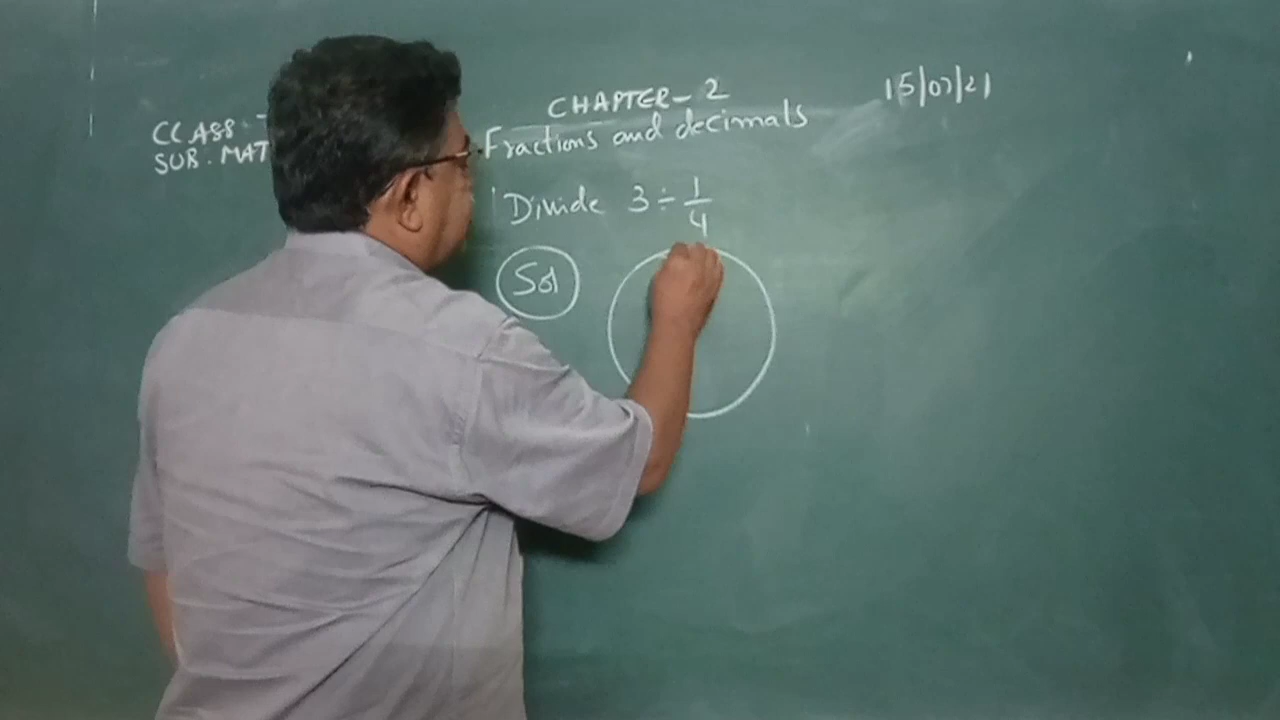 CHAPTER - 2
15/07/21
CLASS -
Fractions and decimals
SUB. MAT
Divide 3 ÷ 1/4
Sol